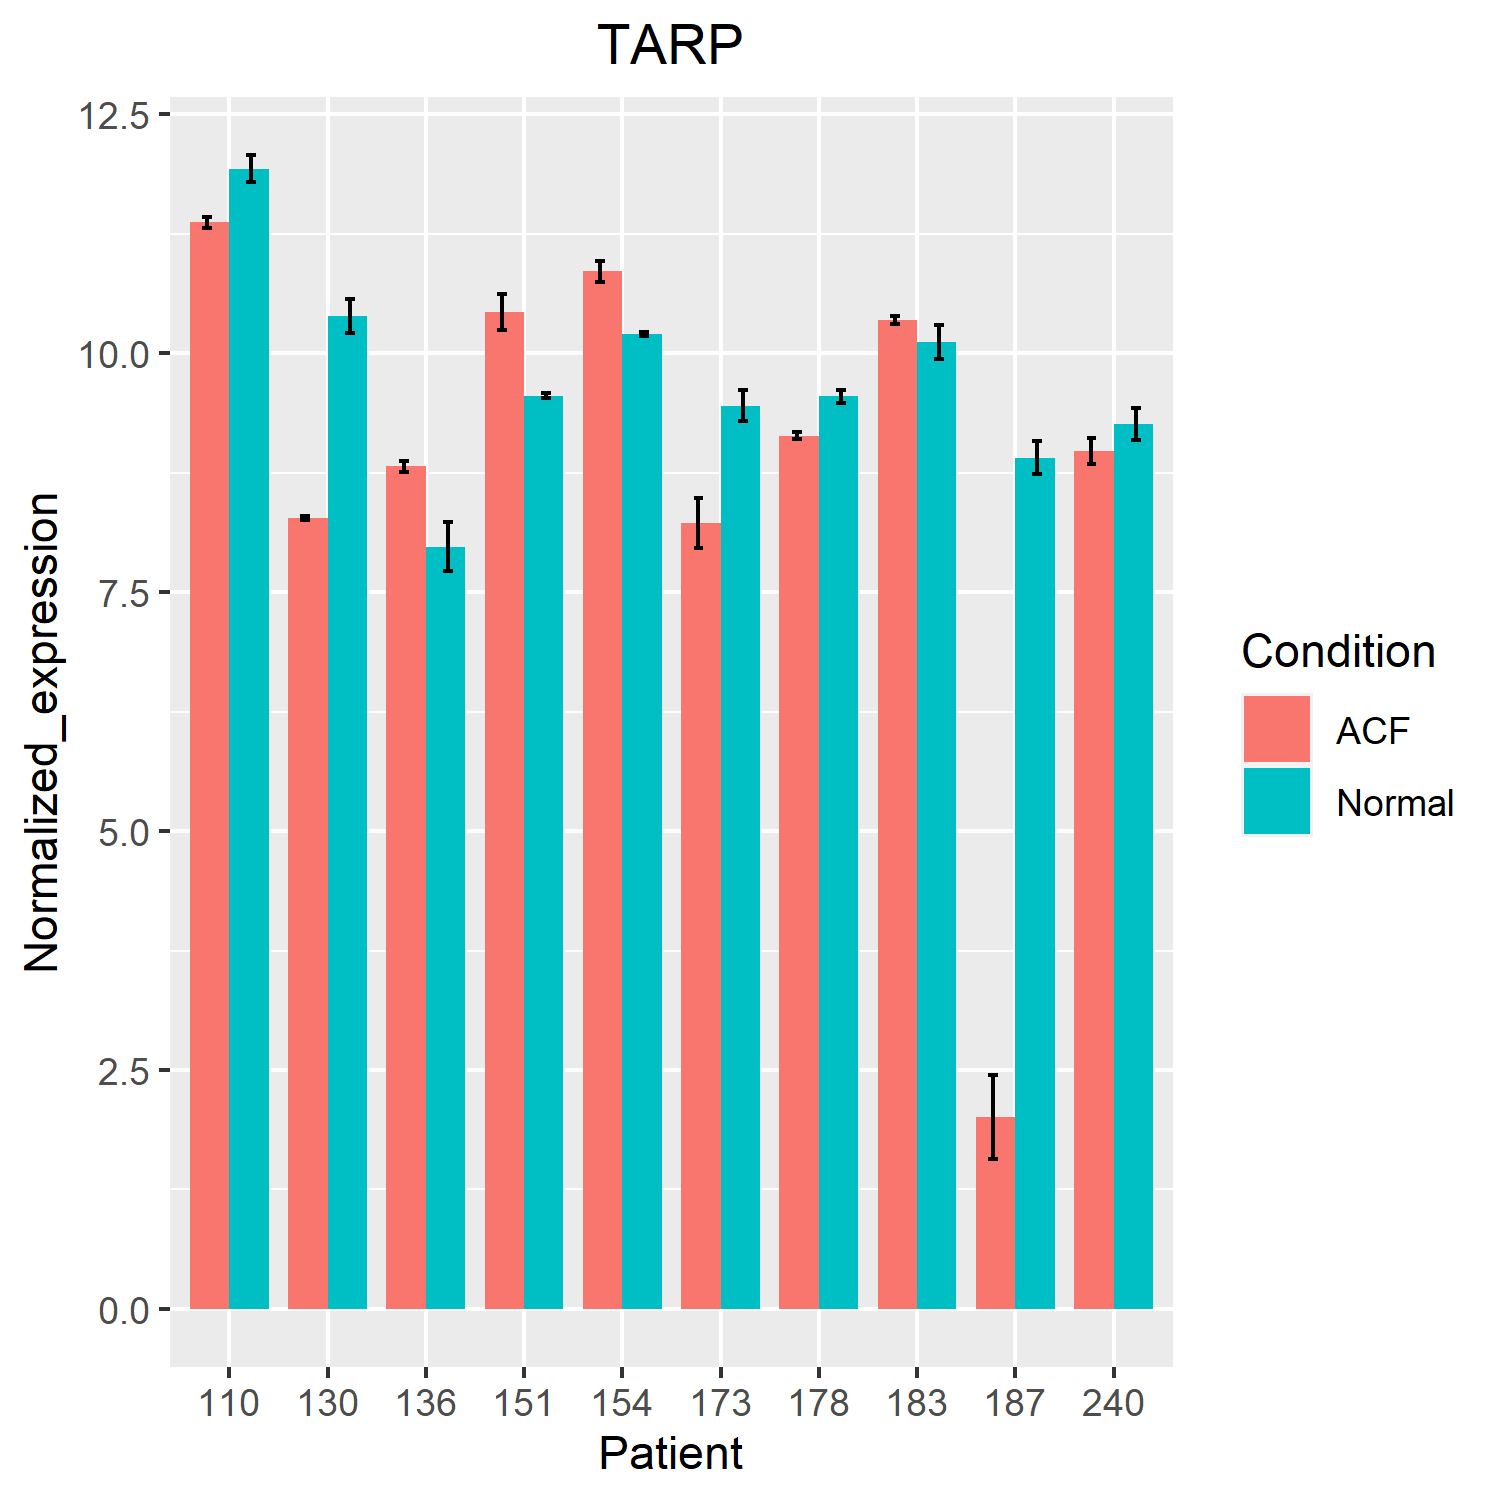 TARP
12.5
10.0
7.5
5.0
2.5
0.0
Normalized_expression
110 130 136 151 154 173 178 183 187 240
Patient
Condition
ACF
Normal